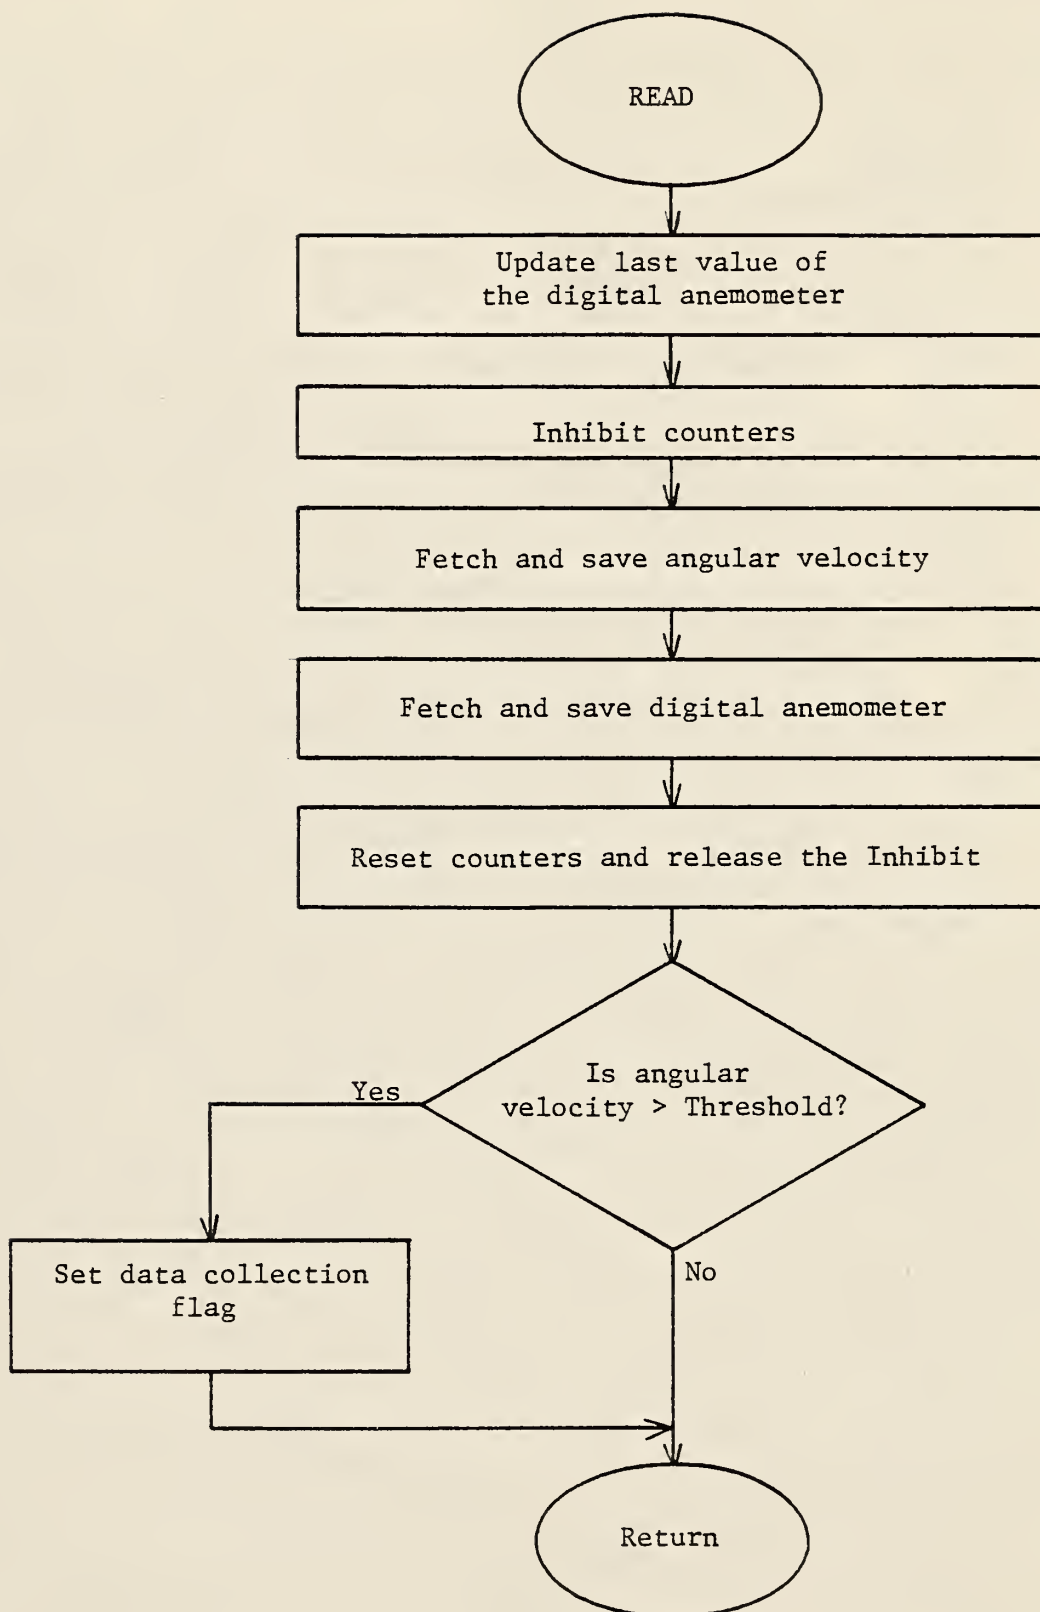 READ
Update last value of
the digital anemometer
Inhibit counters
Fetch and save angular velocity
Fetch and save digital anemometer
Reset counters and release the Inhibit
Is angular
velocity > Threshold?
Yes
No
Set data collection
flag
Return